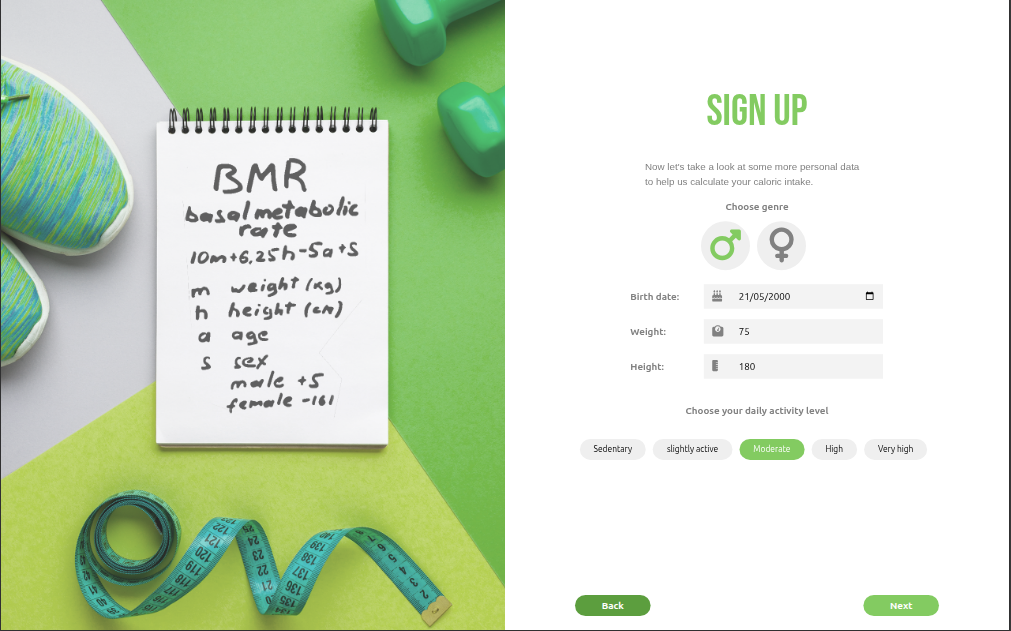 BMR
basal metabolic
rate
10m+6,25h-5a+s
m weight (kg)
h height (cm)
a age
s sex
male +5
female -161
SIGN UP
Now let's take a look at some more personal data
to help us calculate your caloric intake.
Choose genre
Birth date: 21/05/2000
Weight: 75
Height: 180
Choose your daily activity level
Sedentary slightly active Moderate High Very high
Back Next